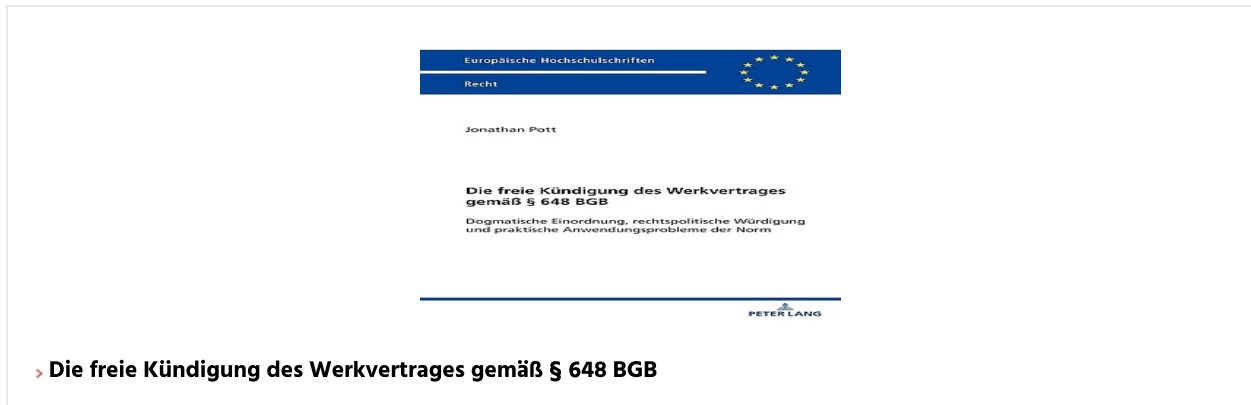 Europäische Hochschulschriften
Recht
Jonathan Pott
Die freie Kündigung des Werkvertrages
gemäß § 648 BGB
Dogmatische Einordnung, rechtspolitische Würdigung
und praktische Anwendungsprobleme der Norm
PETER LANG
Die freie Kündigung des Werkvertrages gemäß § 648 BGB